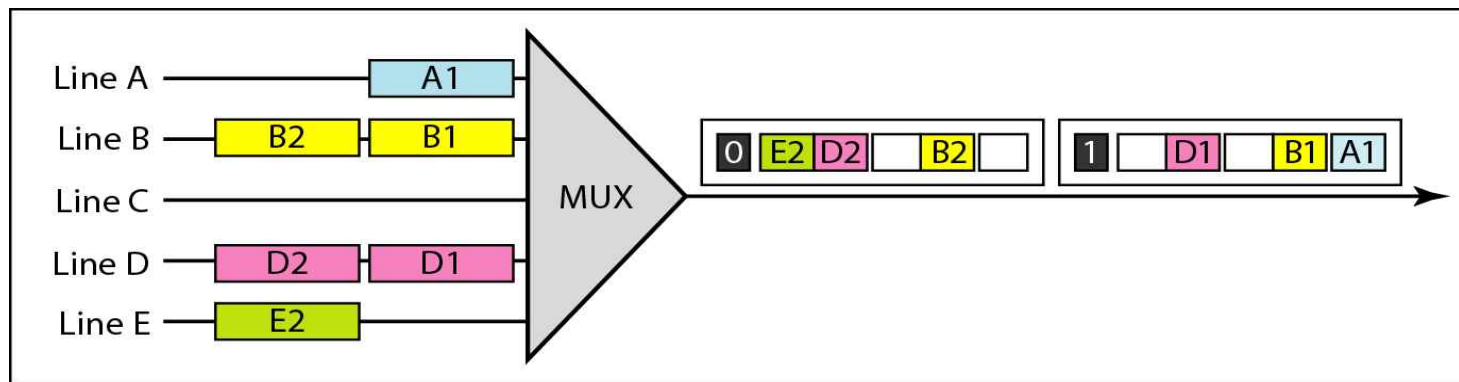 Line A A1
Line B B2 B1
Line C
Line D D2 D1
Line E E2
MUX
0 E2 D2 B2 1 D1 B1 A1